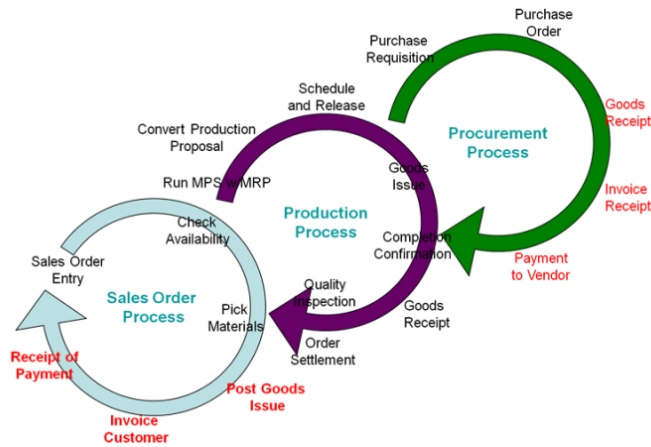 Purchase
Order
Purchase
Requisition
Goods
Receipt
Procurement
Process
Invoice
Receipt
Payment
to Vendor
Schedule
and Release
Convert Production
Proposal
Run MPS w/MRP
Goods
Issue
Production
Process
Completion
Confirmation
Quality
Inspection
Goods
Receipt
Order
Settlement
Check
Availability
Sales Order
Entry
Sales Order
Process
Pick
Materials
Receipt of
Payment
Post Goods
Issue
Invoice
Customer